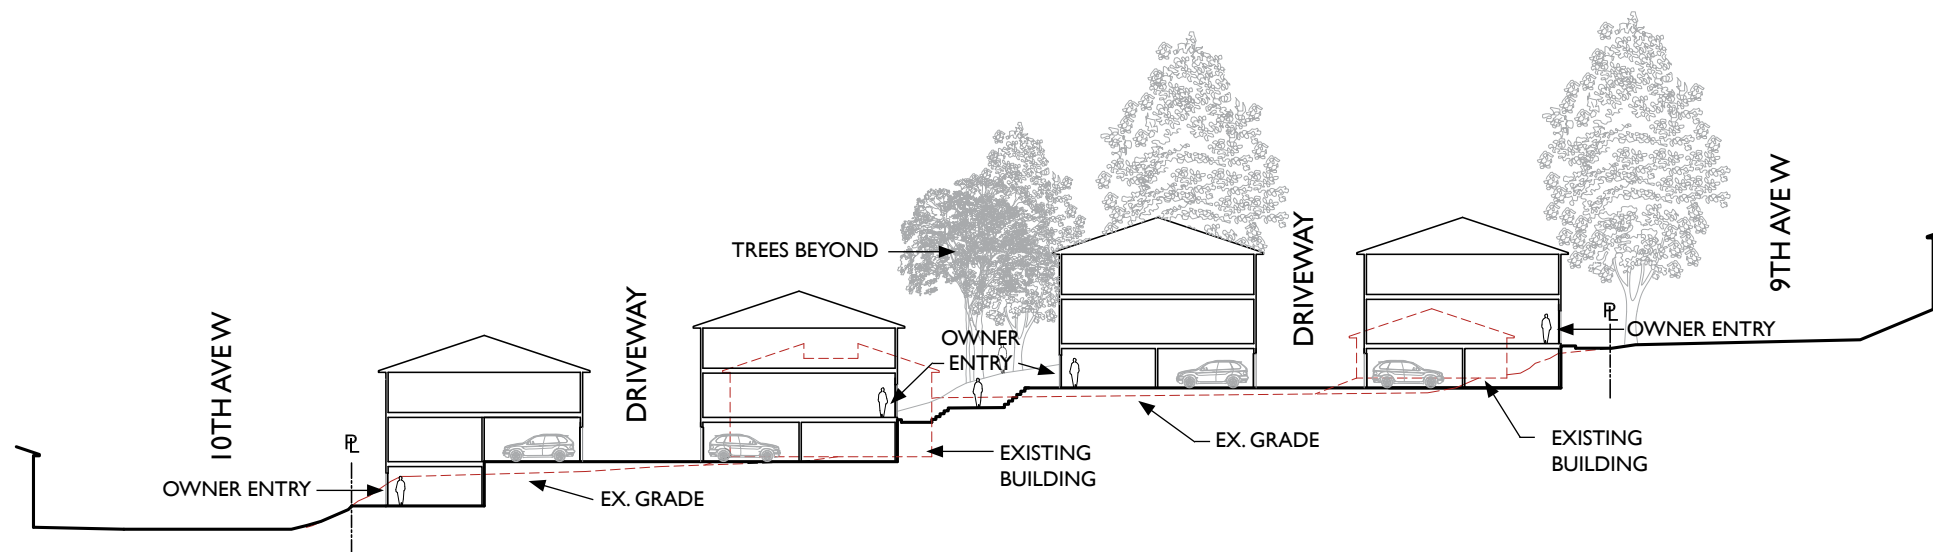 10TH AVE W
DRIVEWAY
TREES BEYOND
DRIVEWAY
9TH AVE W
PL
OWNER ENTRY
OWNER
ENTRY
EX. GRADE
EXISTING
BUILDING
EXISTING
BUILDING
PL
OWNER ENTRY
EX. GRADE